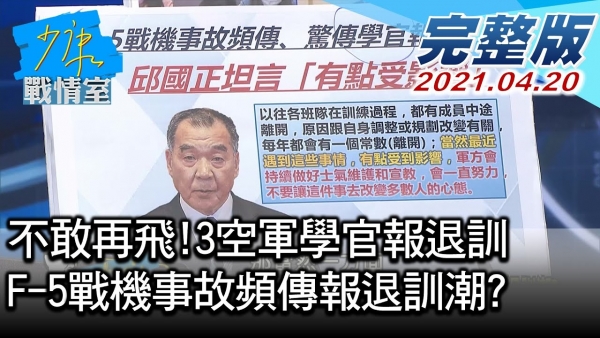 少康
戰情室
5戰機事故頻傳、驚傳學官報
完整版
2021.04.20
邱國正坦言「有點受影
以往各班隊在訓練過程，都有成員中途
離開，原因跟自身調整或規劃改變有關，
每年都會有一個常數(離開)；當然最近
遇到這些事情，有點受到影響，軍方會
持續做好士氣維護和宣教，會一直努力，
不要讓這件事去改變多數人的心態。
不敢再飛!3空軍學官報退訓
F-5戰機事故頻傳報退訓潮?